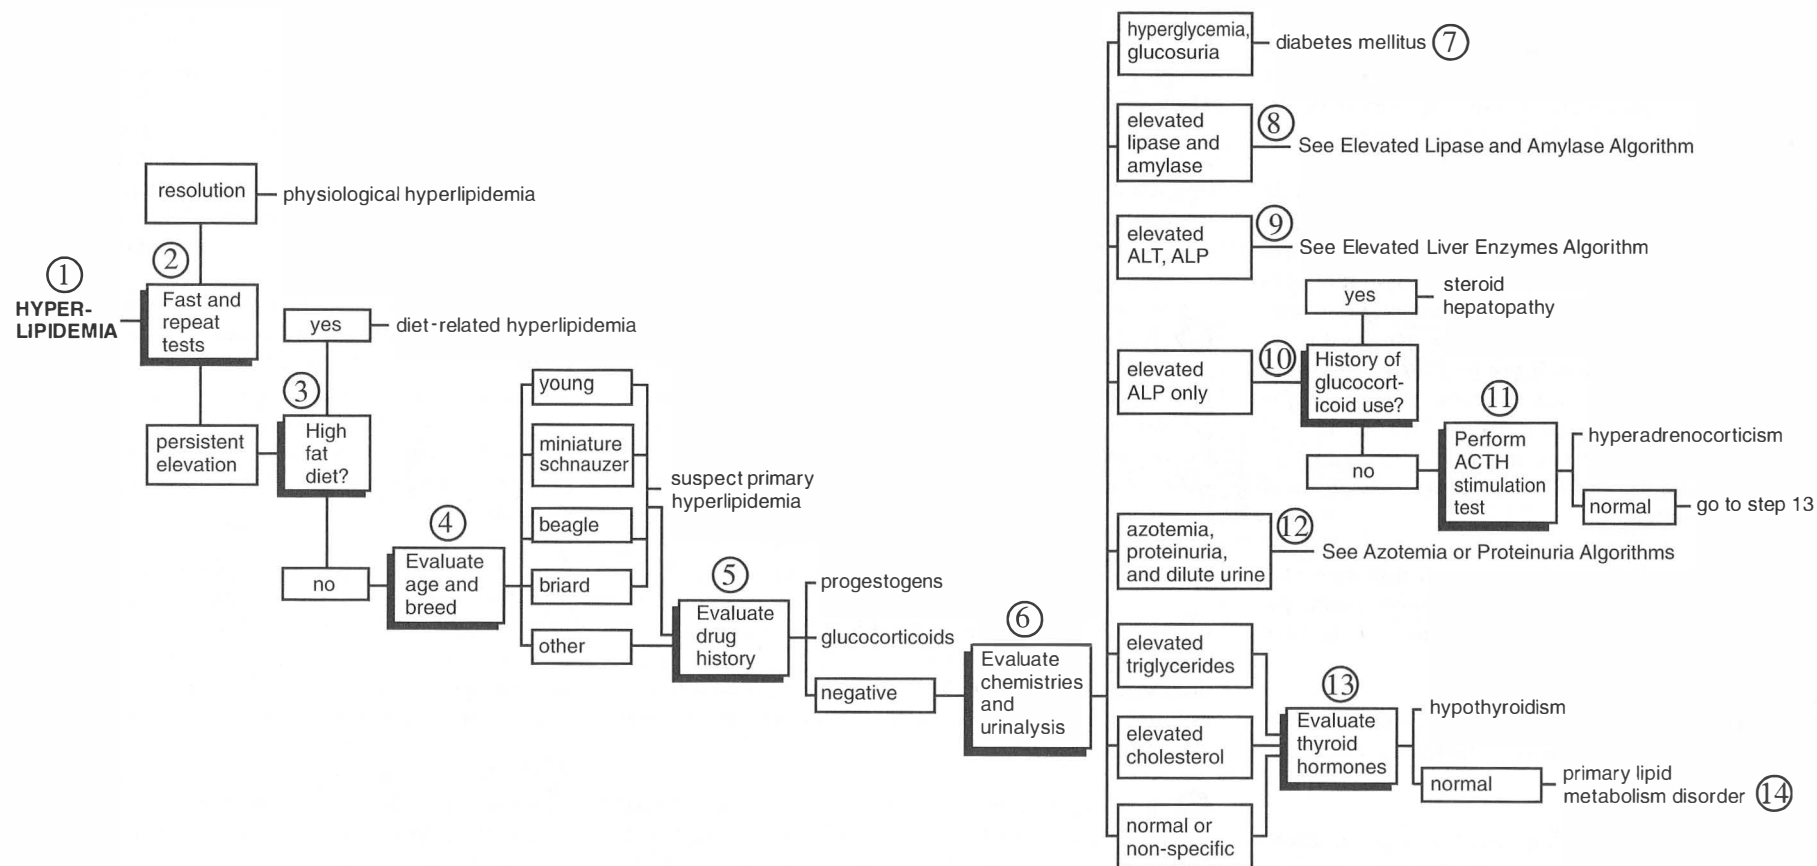 1
HYPER-
LIPIDEMIA
2
Fast and
repeat
tests
resolution
physiological hyperlipidemia
persistent
elevation
3
High
fat
diet?
yes
diet-related hyperlipidemia
no
4
Evaluate
age and
breed
young
miniature
schnauzer
beagle
briard
other
suspect primary
hyperlipidemia
5
Evaluate
drug
history
progestogens
glucocorticoids
negative
6
Evaluate
chemistries
and
urinalysis
hyperglycemia,
glucosuria
diabetes mellitus 7
elevated
lipase and
amylase
8
See Elevated Lipase and Amylase Algorithm
elevated
ALT, ALP
9
See Elevated Liver Enzymes Algorithm
elevated
ALP only
10
History of
glucocort-
icoid use?
yes
steroid
hepatopathy
no
11
Perform
ACTH
stimulation
test
hyperadrenocorticism
normal
go to step 13
azotemia,
proteinuria,
and dilute urine
12
See Azotemia or Proteinuria Algorithms
elevated
triglycerides
elevated
cholesterol
normal or
non-specific
13
Evaluate
thyroid
hormones
hypothyroidism
normal
primary lipid
metabolism disorder 14